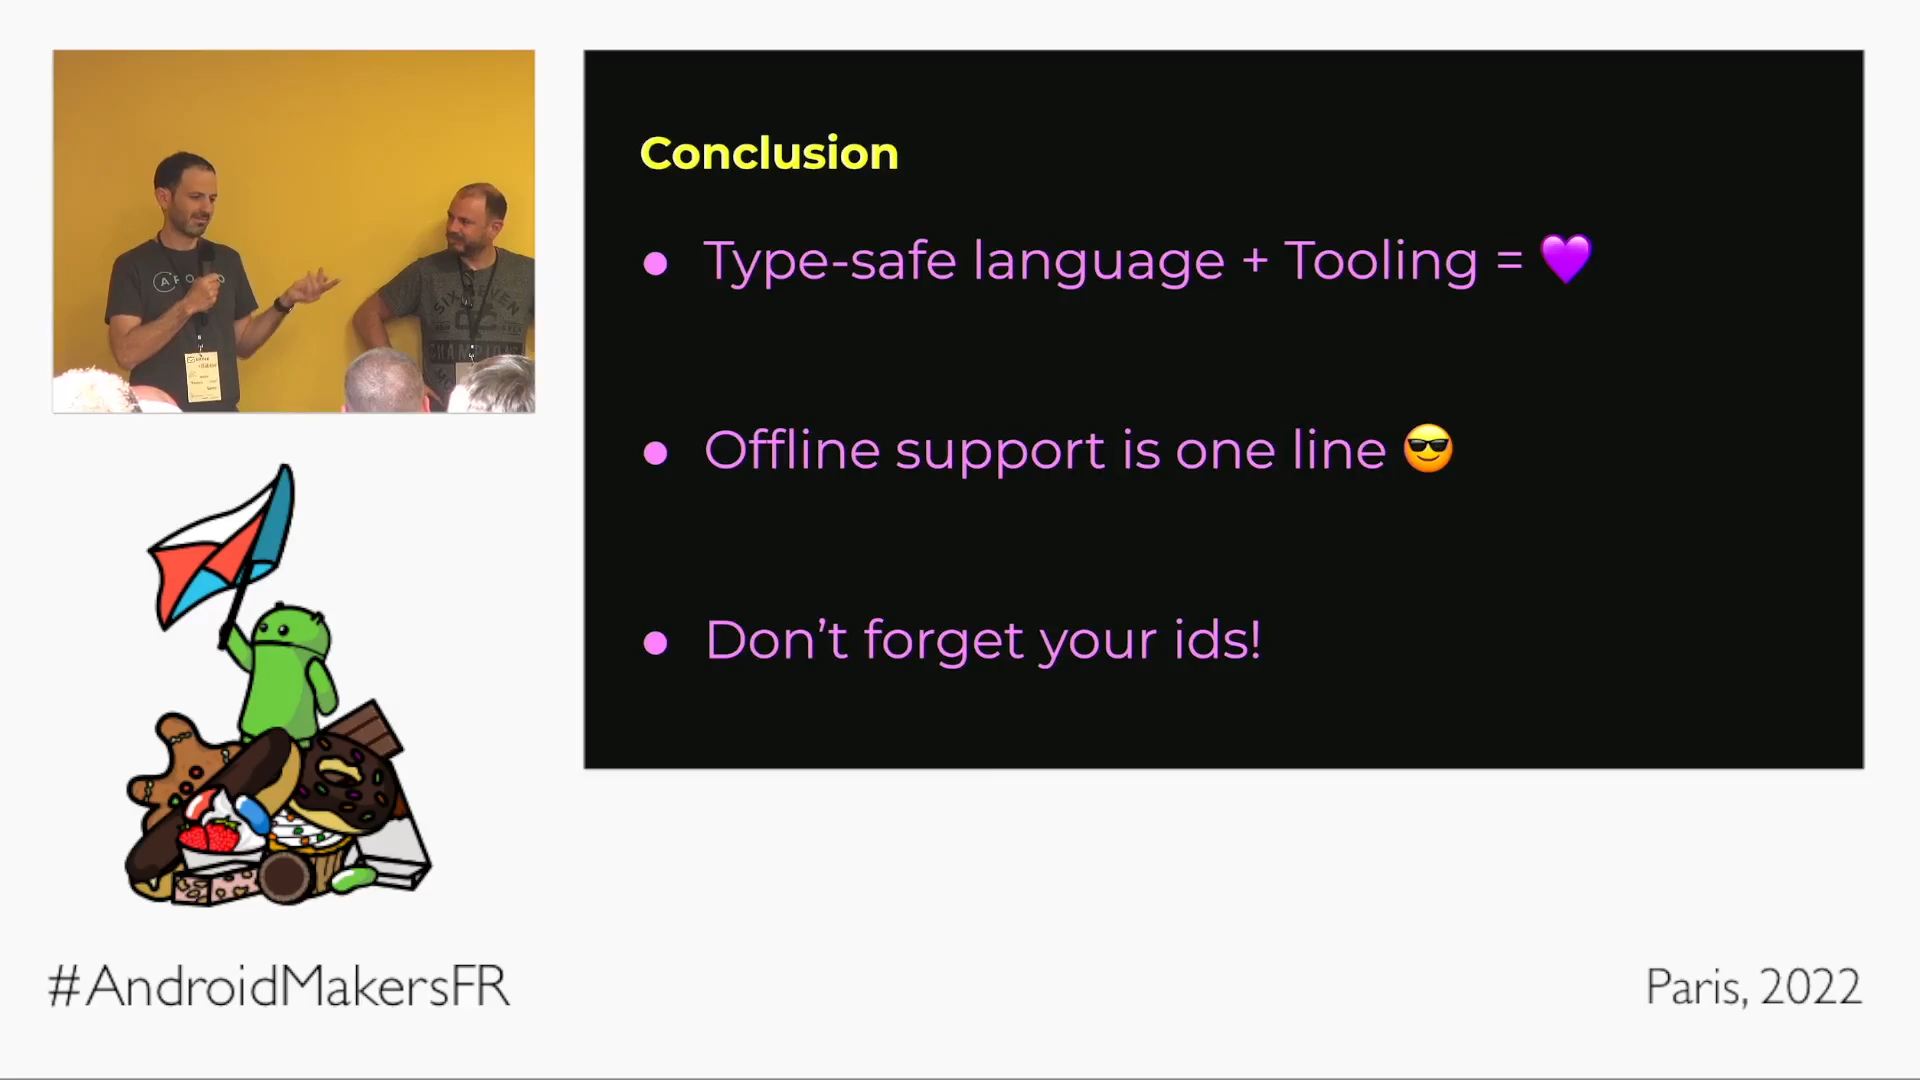 Conclusion
● Type-safe language + Tooling = 💜
● Offline support is one line 😎
● Don’t forget your ids!
#AndroidMakersFR
Paris, 2022